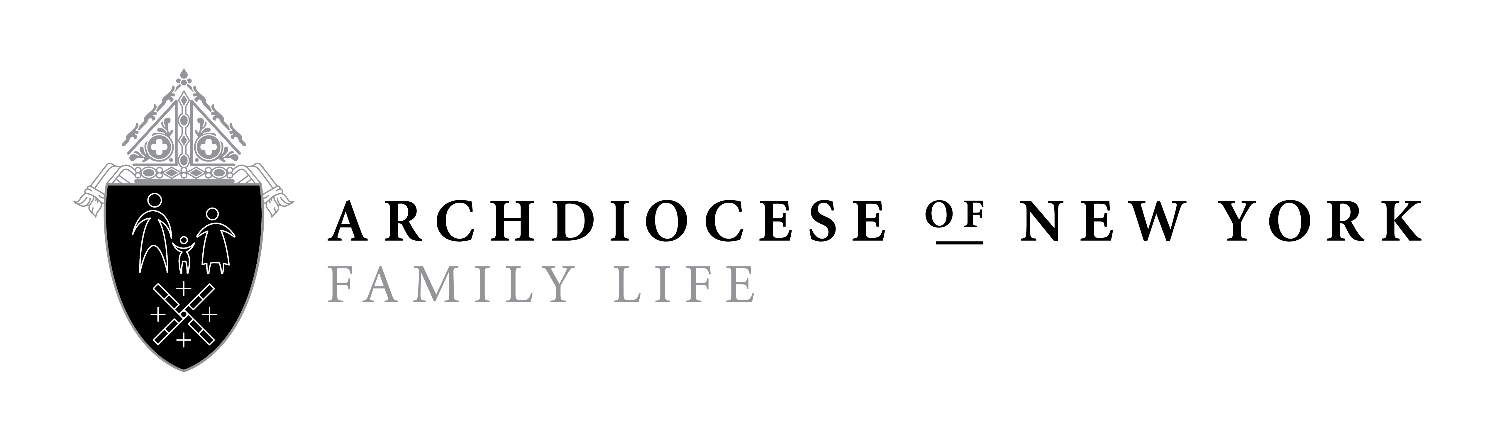 ARCHDIOCESE OF NEW YORK
FAMILY LIFE